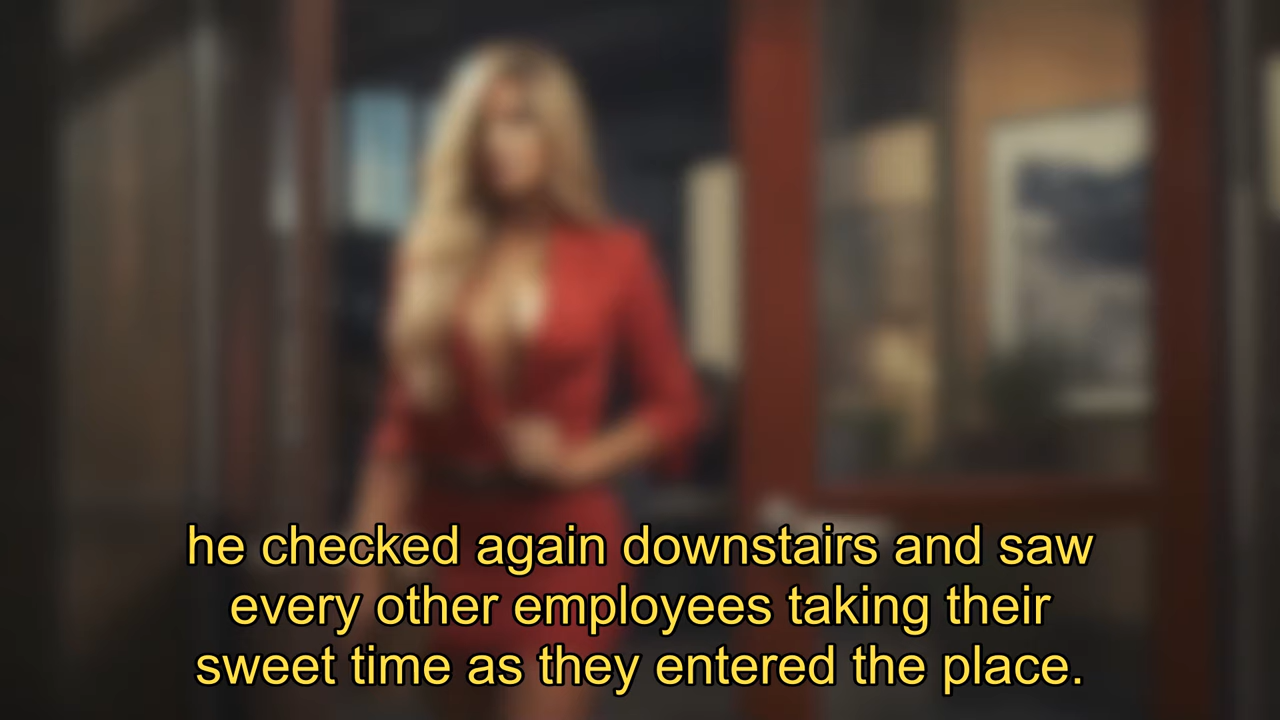 he checked again downstairs and saw
every other employees taking their
sweet time as they entered the place.